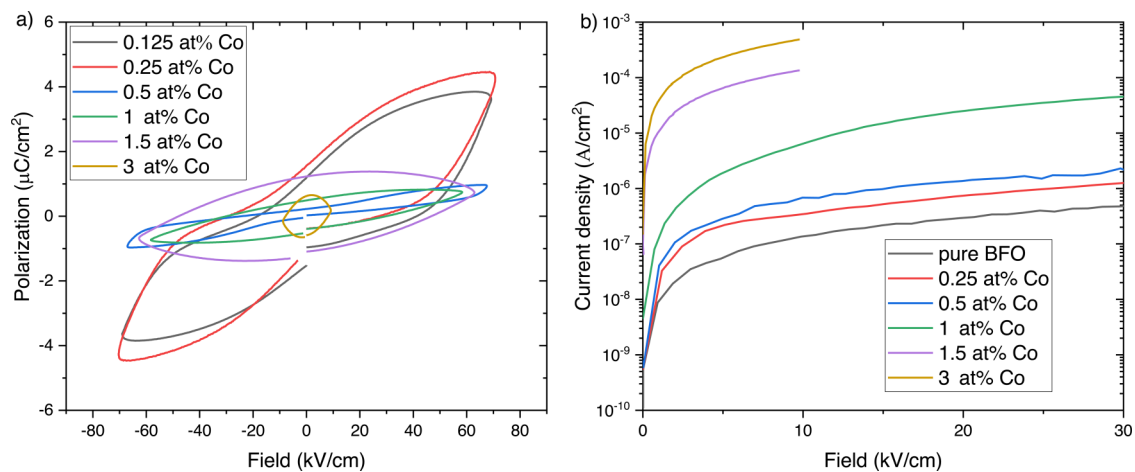 a)
0.125 at% Co
0.25 at% Co
0.5 at% Co
1 at% Co
1.5 at% Co
3 at% Co
6
4
2
0
-2
-4
-6
Polarization (μC/cm²)
-80 -60 -40 -20 0 20 40 60 80
Field (kV/cm)
b)
10⁻³
10⁻⁴
10⁻⁵
10⁻⁶
10⁻⁷
10⁻⁸
10⁻⁹
10⁻¹⁰
Current density (A/cm²)
pure BFO
0.25 at% Co
0.5 at% Co
1 at% Co
1.5 at% Co
3 at% Co
0 10 20 30
Field (kV/cm)